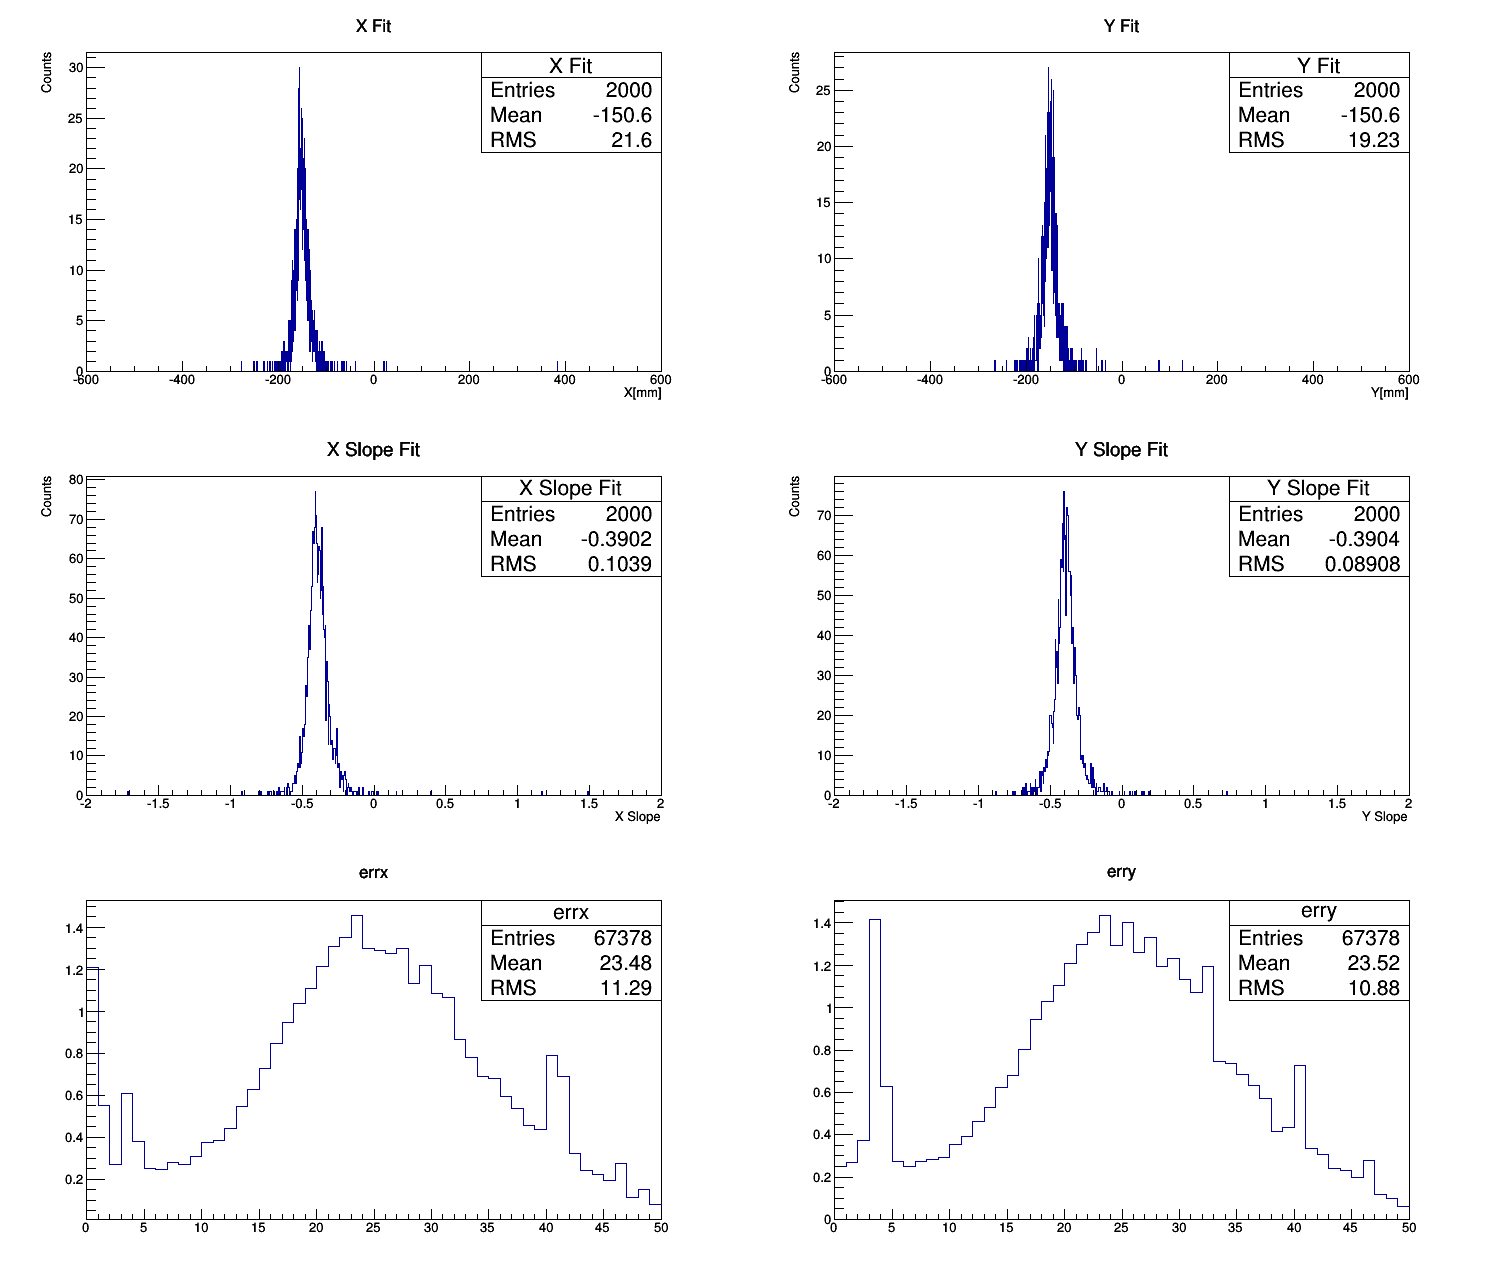 X Fit
Counts
X Fit
Entries 2000
Mean -150.6
RMS 21.6
30
25
20
15
10
5
0
-600 -400 -200 0 200 400 600
X[mm]
Y Fit
Counts
Y Fit
Entries 2000
Mean -150.6
RMS 19.23
25
20
15
10
5
0
-600 -400 -200 0 200 400 600
Y[mm]
X Slope Fit
Counts
X Slope Fit
Entries 2000
Mean -0.3902
RMS 0.1039
80
70
60
50
40
30
20
10
0
-2 -1.5 -1 -0.5 0 0.5 1 1.5 2
X Slope
Y Slope Fit
Counts
Y Slope Fit
Entries 2000
Mean -0.3904
RMS 0.08908
70
60
50
40
30
20
10
0
-2 -1.5 -1 -0.5 0 0.5 1 1.5 2
Y Slope
errx
errx
Entries 67378
Mean 23.48
RMS 11.29
1.4
1.2
1
0.8
0.6
0.4
0.2
0 5 10 15 20 25 30 35 40 45 50
erry
erry
Entries 67378
Mean 23.52
RMS 10.88
1.4
1.2
1
0.8
0.6
0.4
0.2
0
0 5 10 15 20 25 30 35 40 45 50